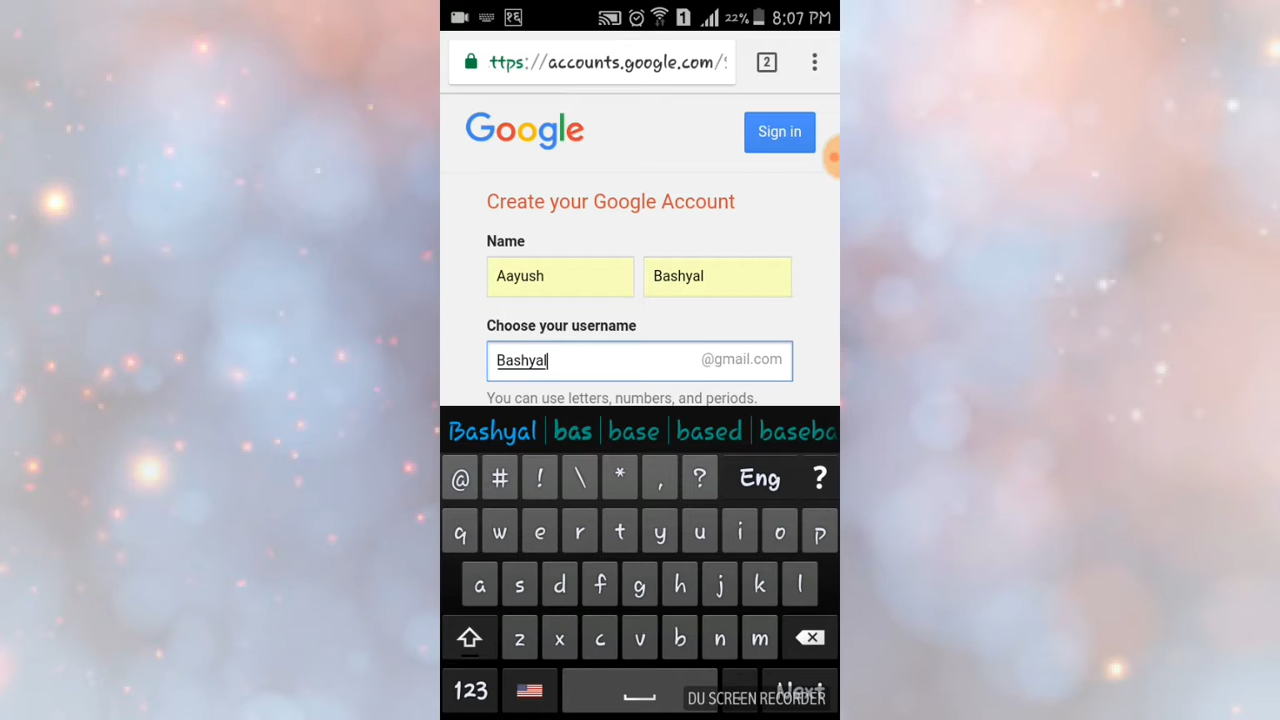 22% 8:07 PM
ttps://accounts.google.com/
2
Google
Sign in
Create your Google Account
Name
Aayush Bashyal
Choose your username
Bashyal @gmail.com
You can use letters, numbers, and periods.
Bashyal bas base based baseba
@ # ! \ * , ? Eng ?
q w e r t y u i o p
a s d f g h j k l
z x c v b n m
123
DU SCREEN RECORDER